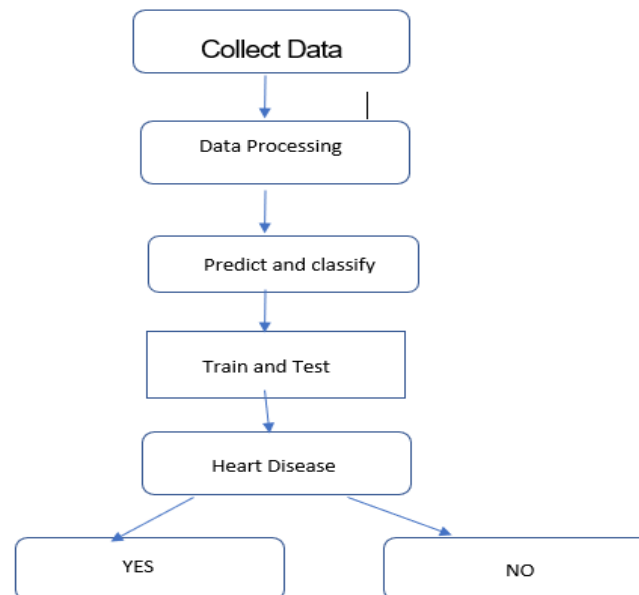 Collect Data
Data Processing
Predict and classify
Train and Test
Heart Disease
YES
NO